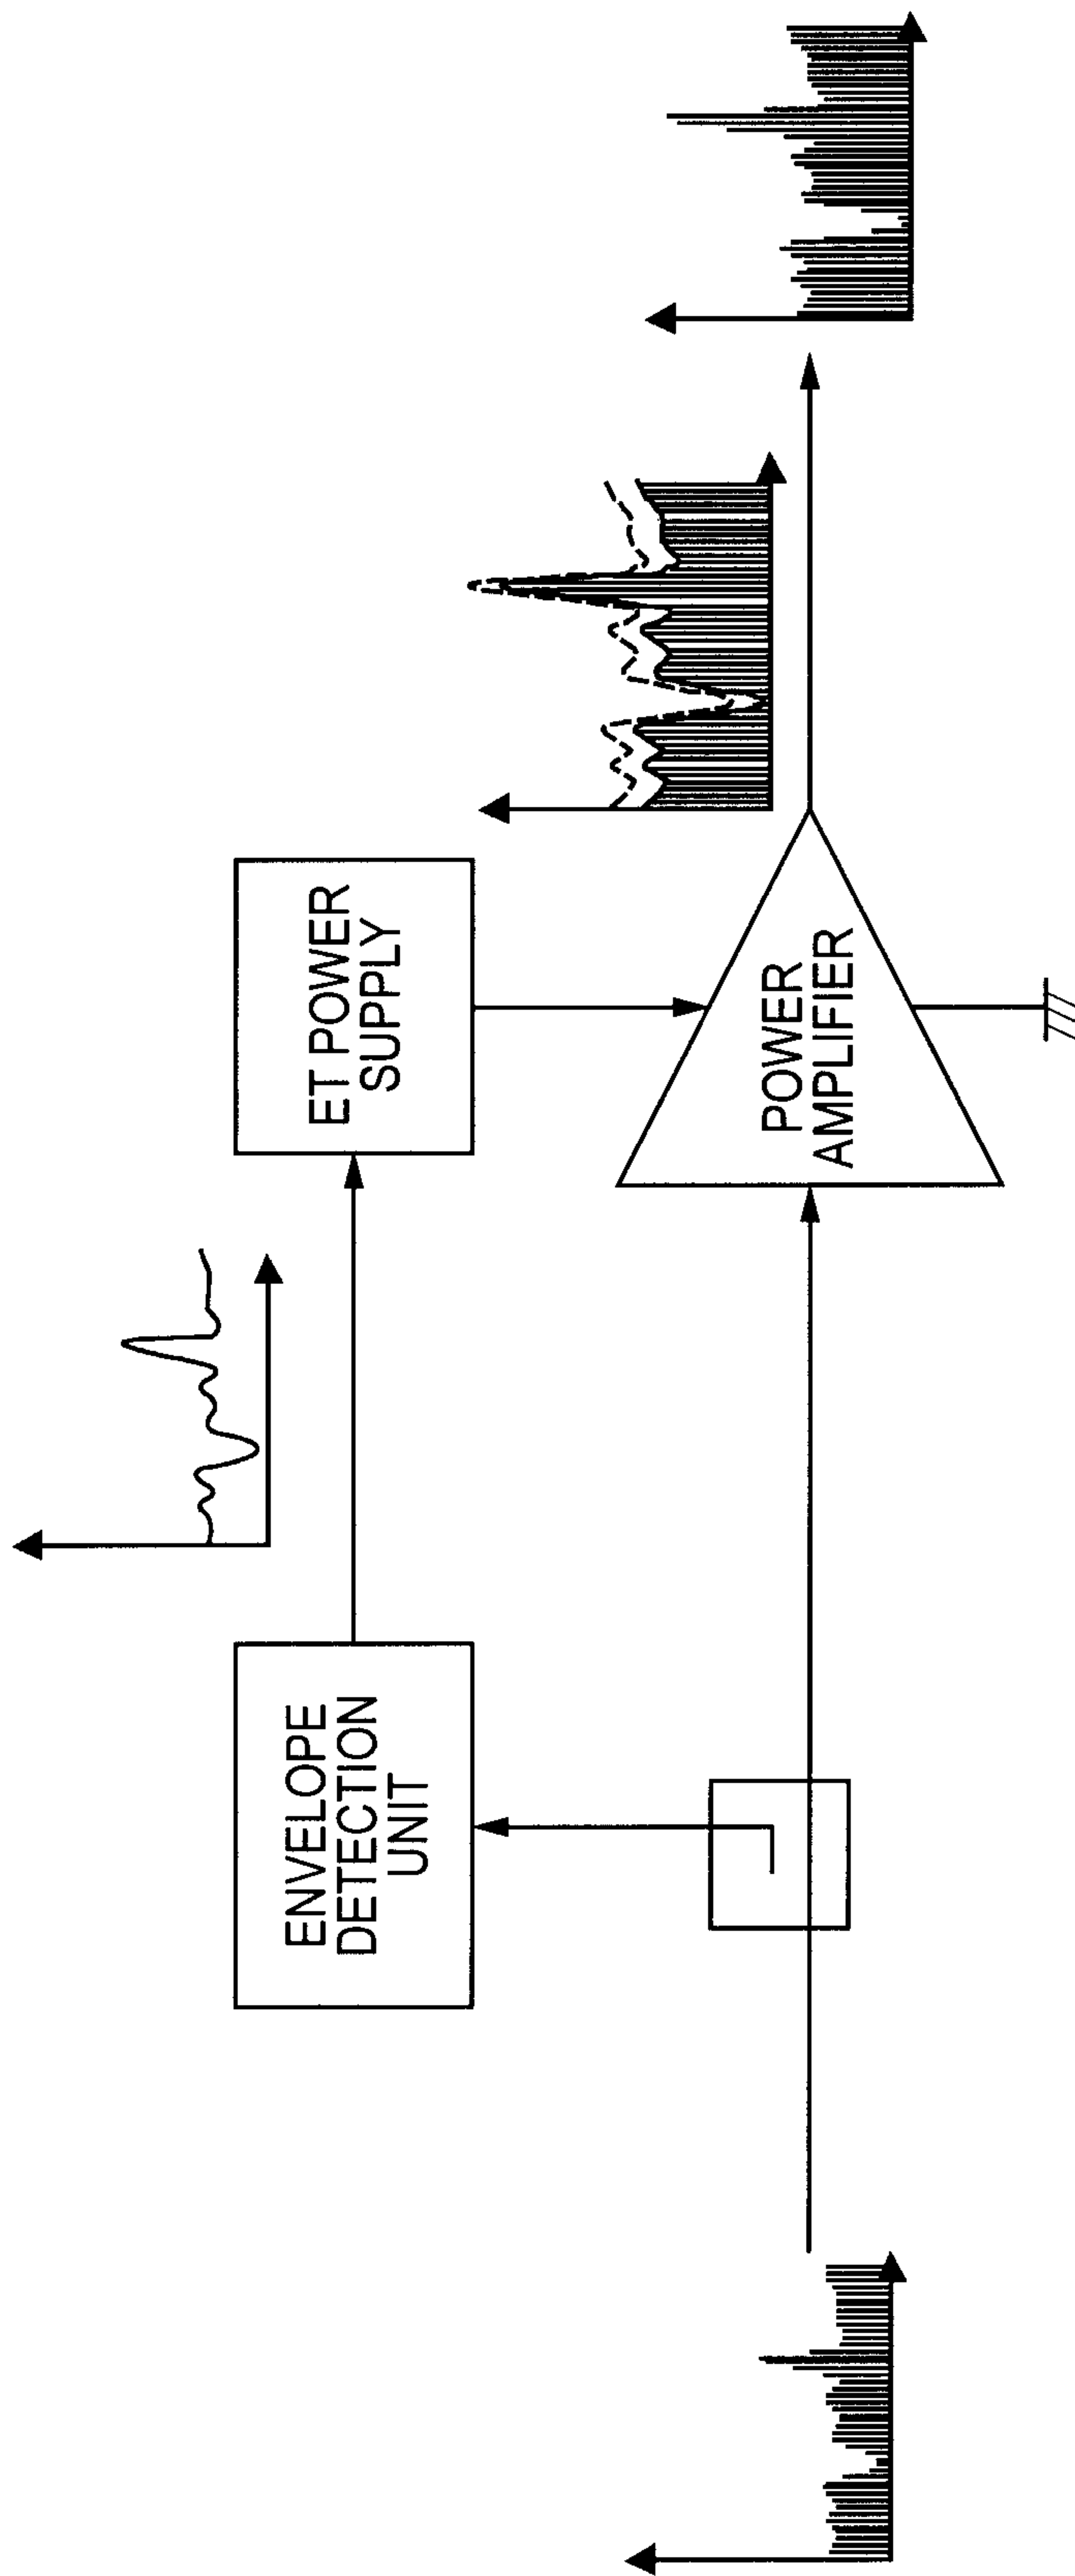 ENVELOPE
DETECTION
UNIT
ET POWER
SUPPLY
POWER
AMPLIFIER